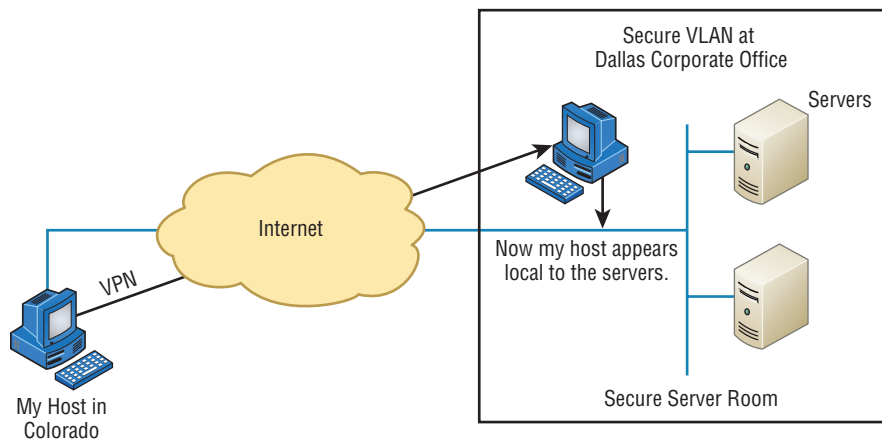 Secure VLAN at
Dallas Corporate Office
Servers
Internet
Now my host appears
local to the servers.
VPN
My Host in
Colorado
Secure Server Room